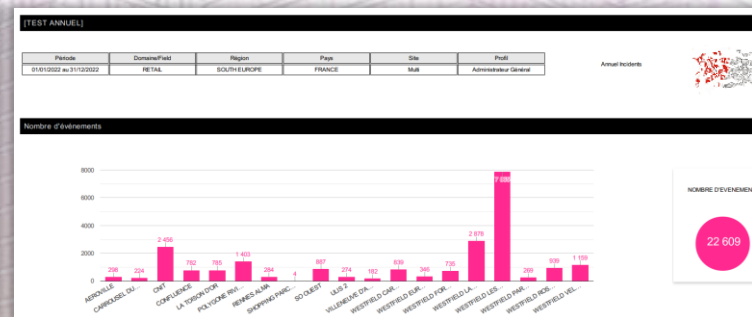 [TEST ANNUEL]
Période Domaine/Field Région Pays Site Profil
01/01/2022 au 31/12/2022 RETAIL SOUTH EUROPE FRANCE Multi Administrateur Général
Annuel Incidents
Nombre d'évènements
8000
6000
4000
2000
0
298 224 2 456 782 785 1 403 284 4 887 274 182 839 346 735 2 878 269 939 1 159
AEROVILLE
CARROUSEL DU...
CNIT
CONFLUENCE
LA TOISON D'OR
POLYGONE RIVI...
RENNES ALMA
SHOPPING PARC...
SO OUEST
ULIS 2
VILLENEUVE D'A...
WESTFIELD CAR...
WESTFIELD EUR...
WESTFIELD FOR...
WESTFIELD LA...
WESTFIELD LES...
WESTFIELD PAR...
WESTFIELD ROS...
WESTFIELD VEL...
NOMBRE D'EVENEMEN
22 609